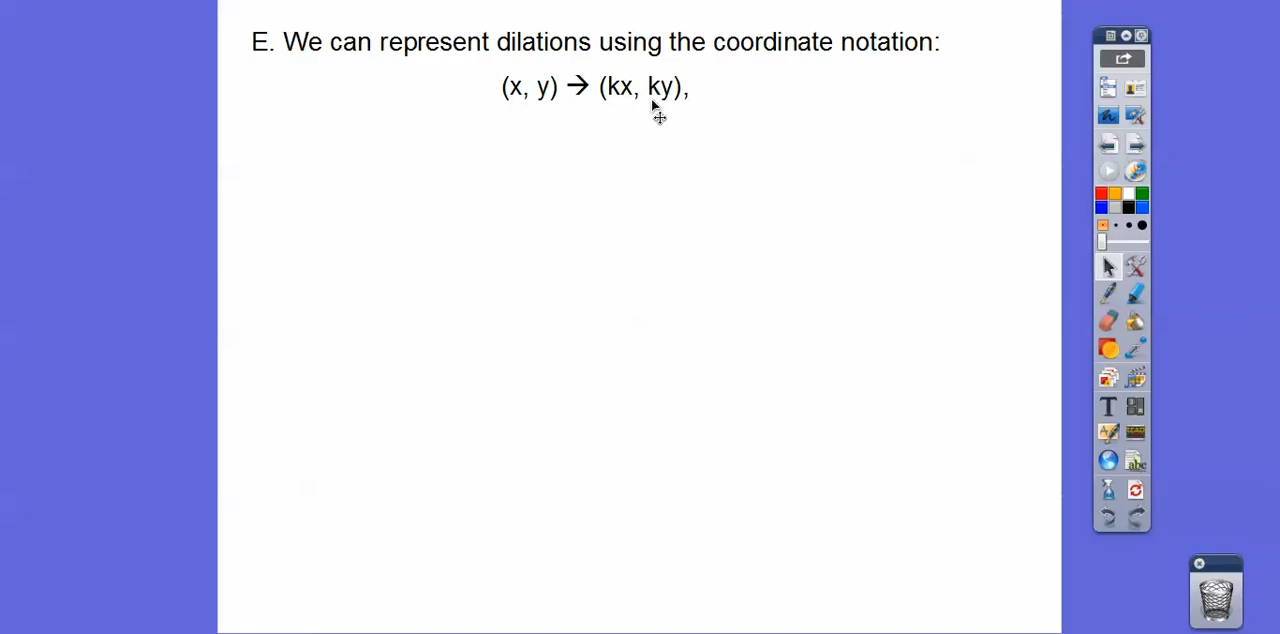 E. We can represent dilations using the coordinate notation:
(x, y) → (kx, ky),